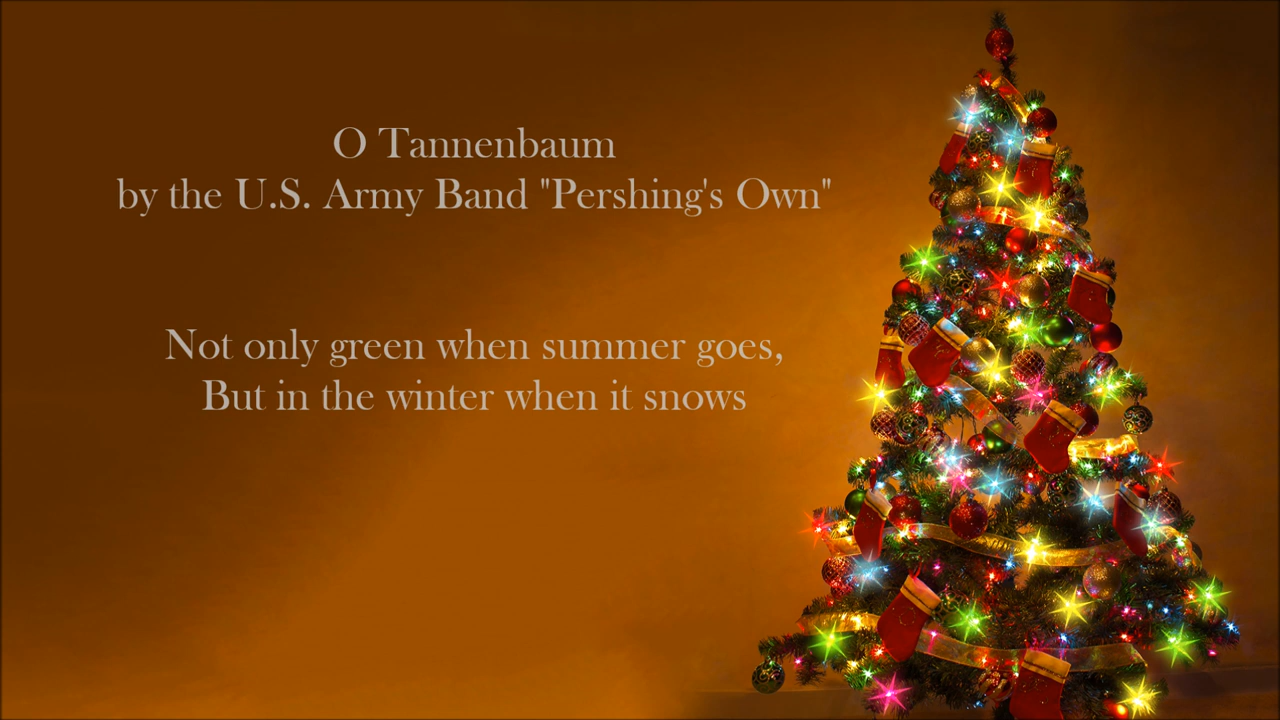 O Tannenbaum
by the U.S. Army Band "Pershing's Own"
Not only green when summer goes,
But in the winter when it snows